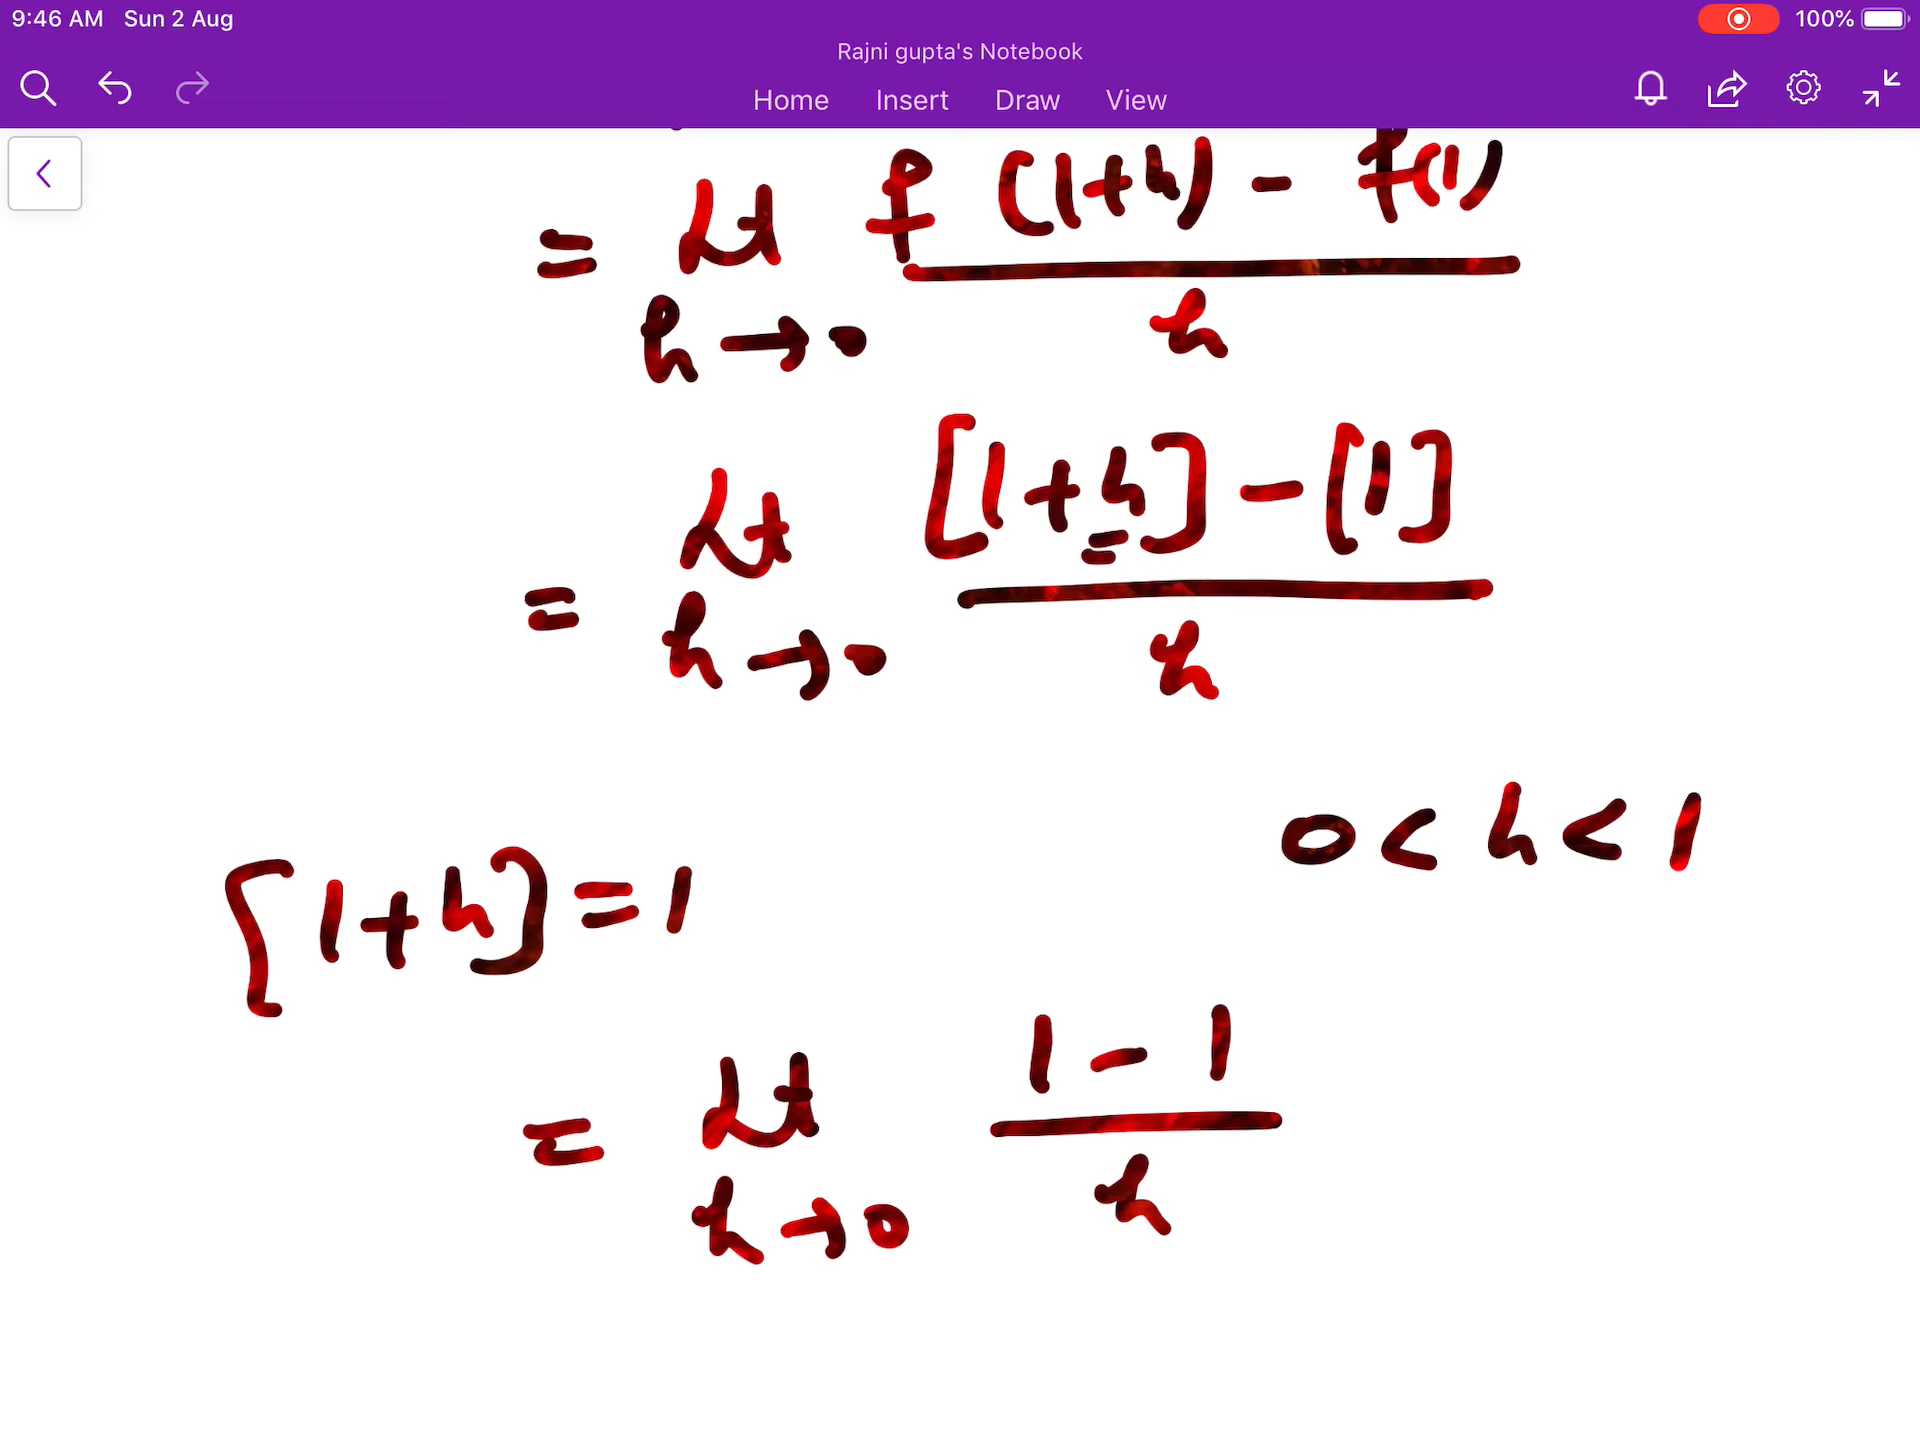 9:46 AM Sun 2 Aug 100%
Rajni gupta's Notebook
Home Insert Draw View
= Lt f (1+h) - f(1)
h→0 h
= Lt [1+h] - [1]
h→0 h
0 < h < 1
[1+h] = 1
= Lt 1 - 1
h→0 h